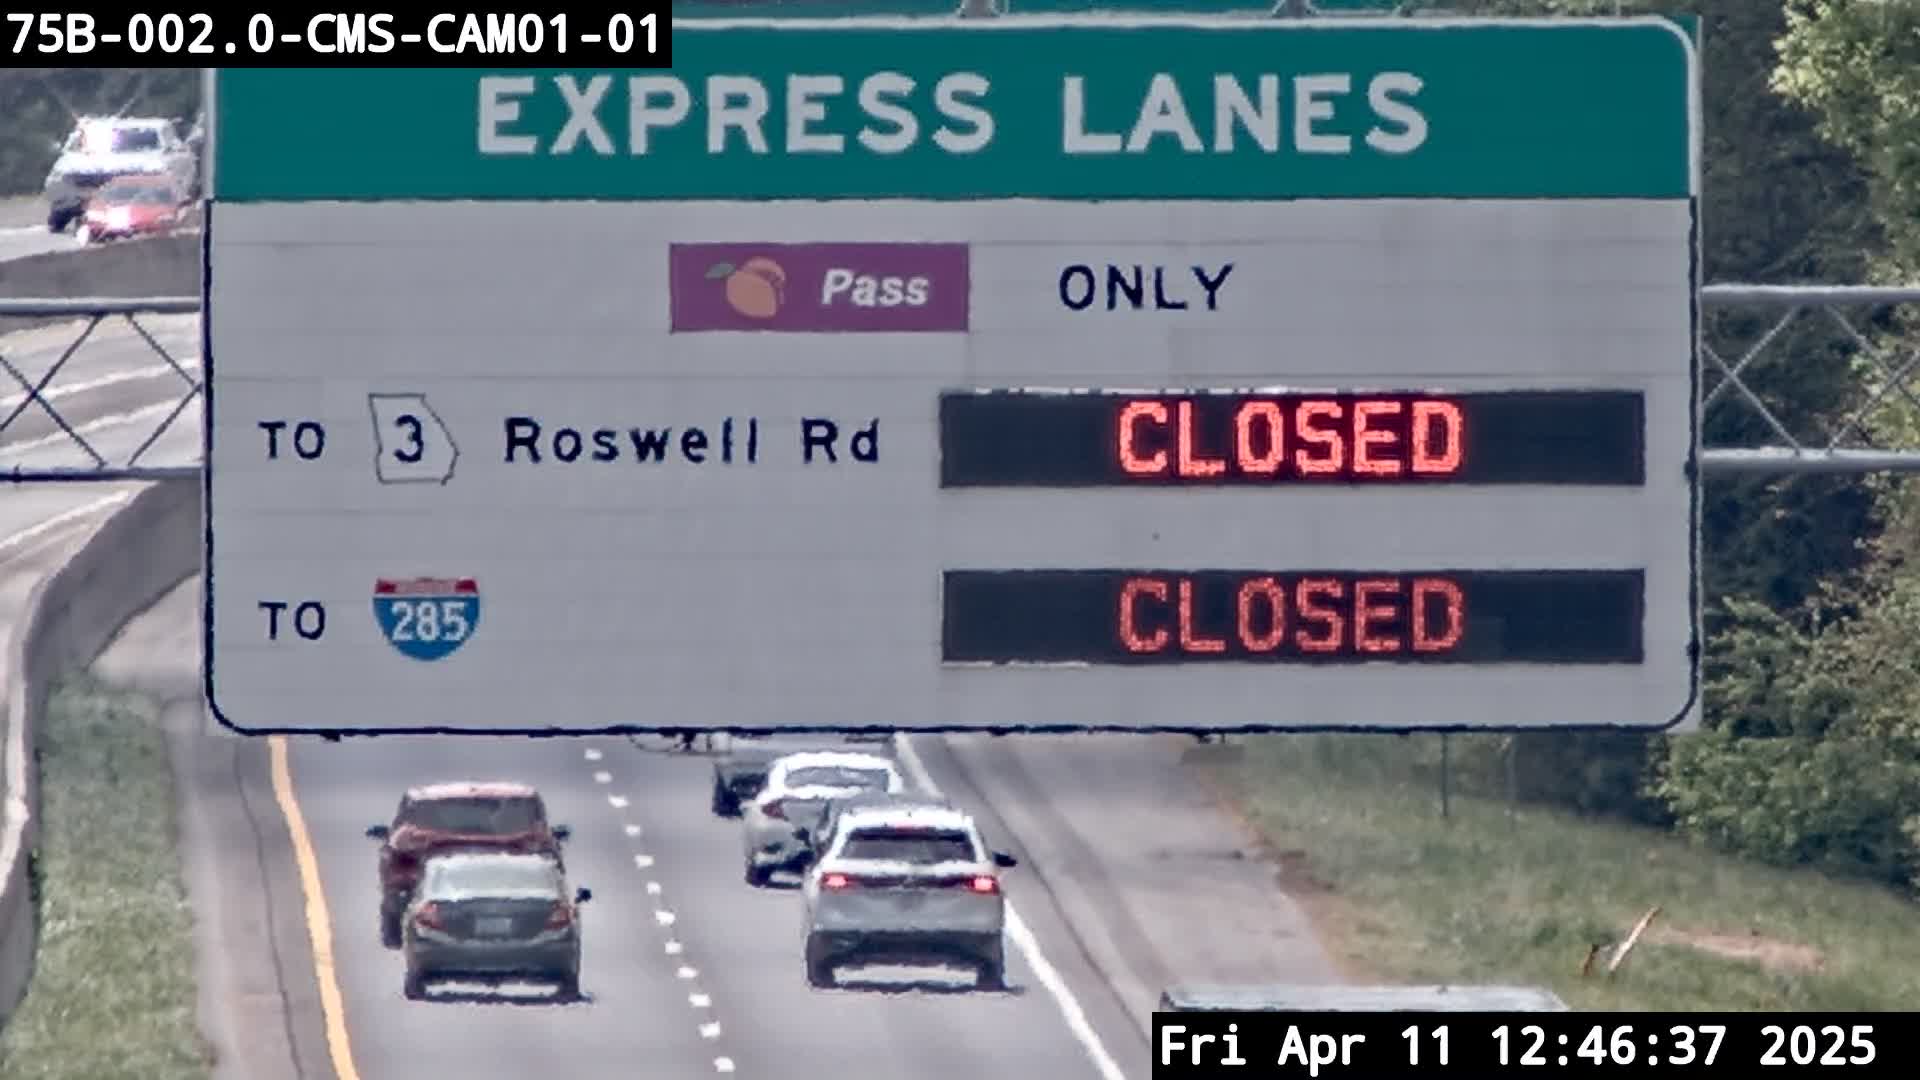 75B-002.0-CMS-CAM01-01
EXPRESS LANES
Pass ONLY
TO 3 Roswell Rd CLOSED
TO 285 CLOSED
Fri Apr 11 12:46:37 2025